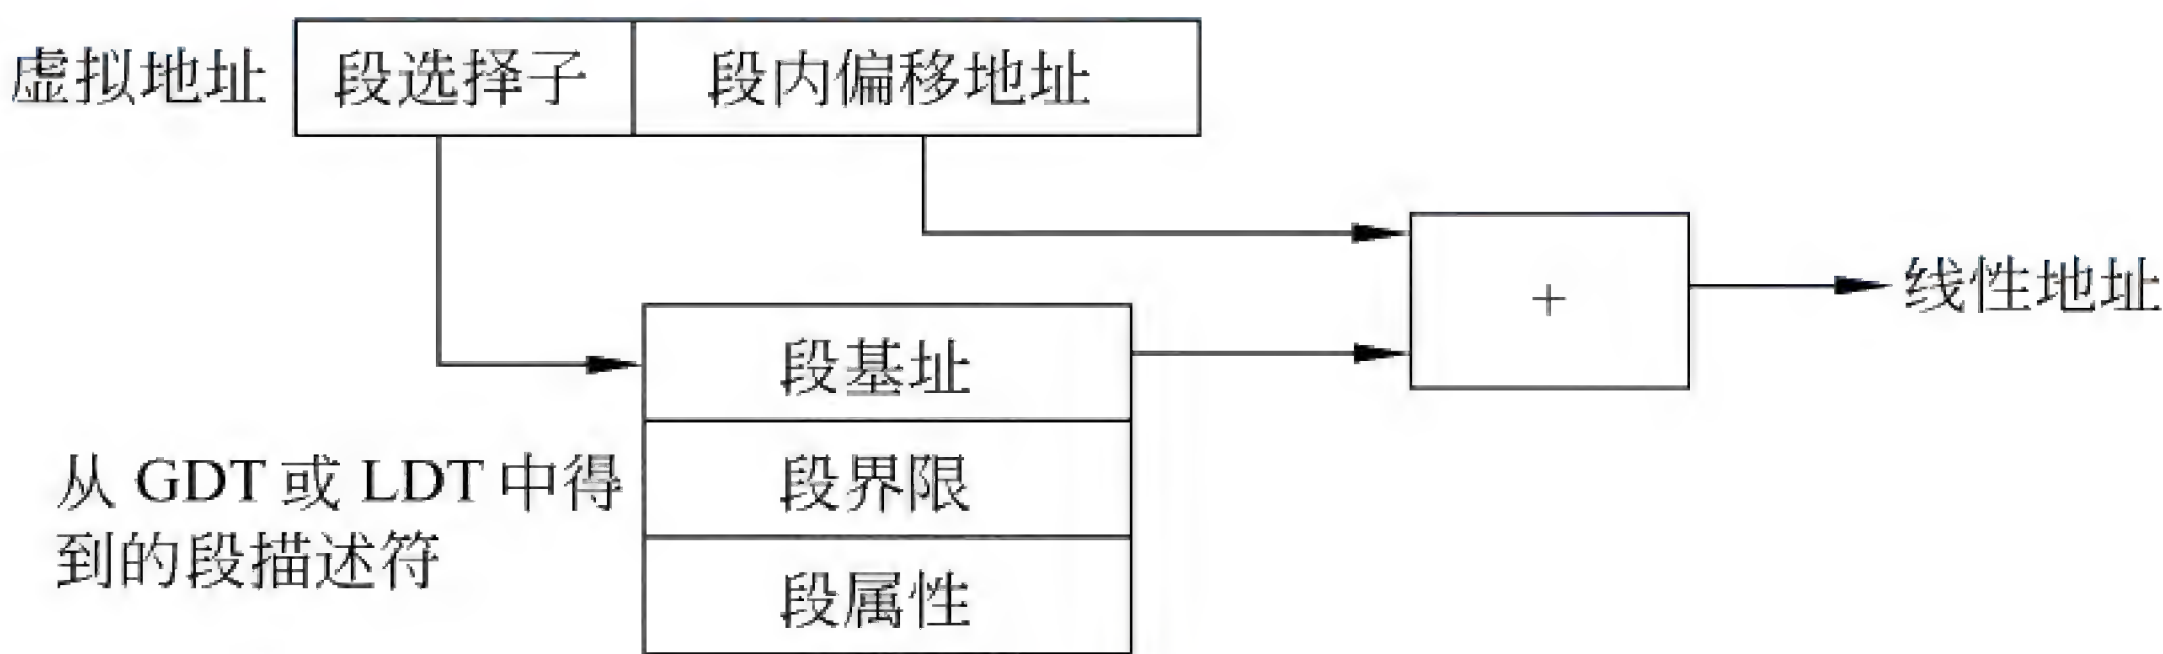 虚拟地址
段选择子
段内偏移地址
+
线性地址
段基址
段界限
段属性
从 GDT 或 LDT 中得
到的段描述符